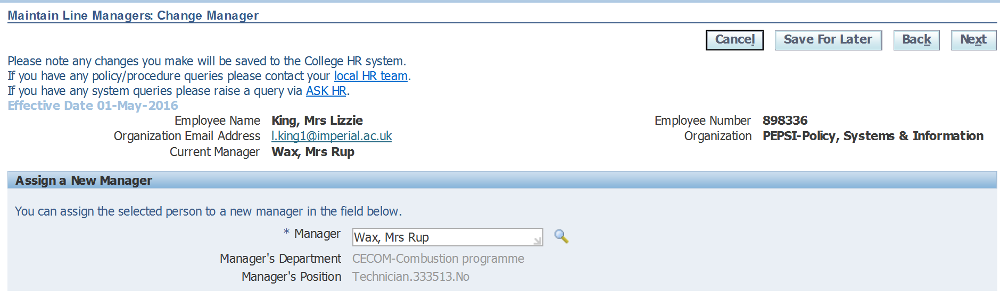 Maintain Line Managers: Change Manager
Cancel Save For Later Back Next
Please note any changes you make will be saved to the College HR system.
If you have any policy/procedure queries please contact your local HR team.
If you have any system queries please raise a query via ASK HR.
Effective Date 01-May-2016
Employee Name King, Mrs Lizzie Employee Number 898336
Organization Email Address l.king1@imperial.ac.uk Organization PEPSI-Policy, Systems & Information
Current Manager Wax, Mrs Rup
Assign a New Manager
You can assign the selected person to a new manager in the field below.
* Manager Wax, Mrs Rup
Manager's Department CECOM-Combustion programme
Manager's Position Technician.333513.No